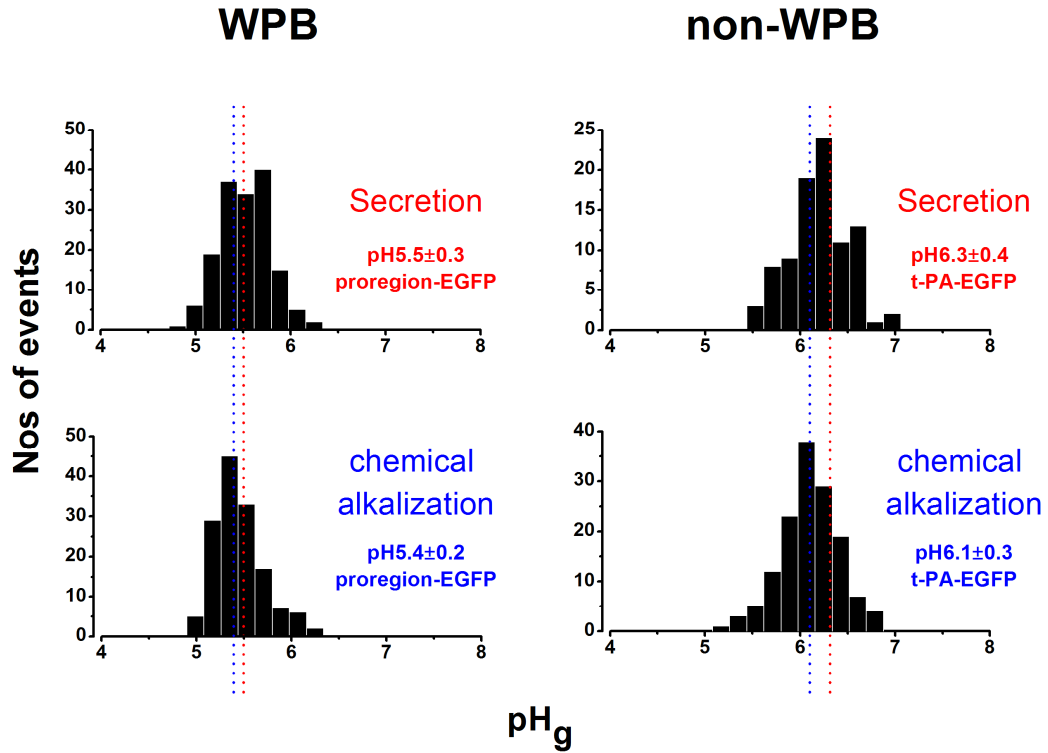 WPB
non-WPB
Nos of events
50
40
30
20
10
0
4 5 6 7 8
Secretion
pH5.5±0.3
proregion-EGFP
25
20
15
10
5
0
4 5 6 7 8
Secretion
pH6.3±0.4
t-PA-EGFP
50
40
30
20
10
0
4 5 6 7 8
chemical
alkalization
pH5.4±0.2
proregion-EGFP
40
30
20
10
0
4 5 6 7 8
chemical
alkalization
pH6.1±0.3
t-PA-EGFP
pHg